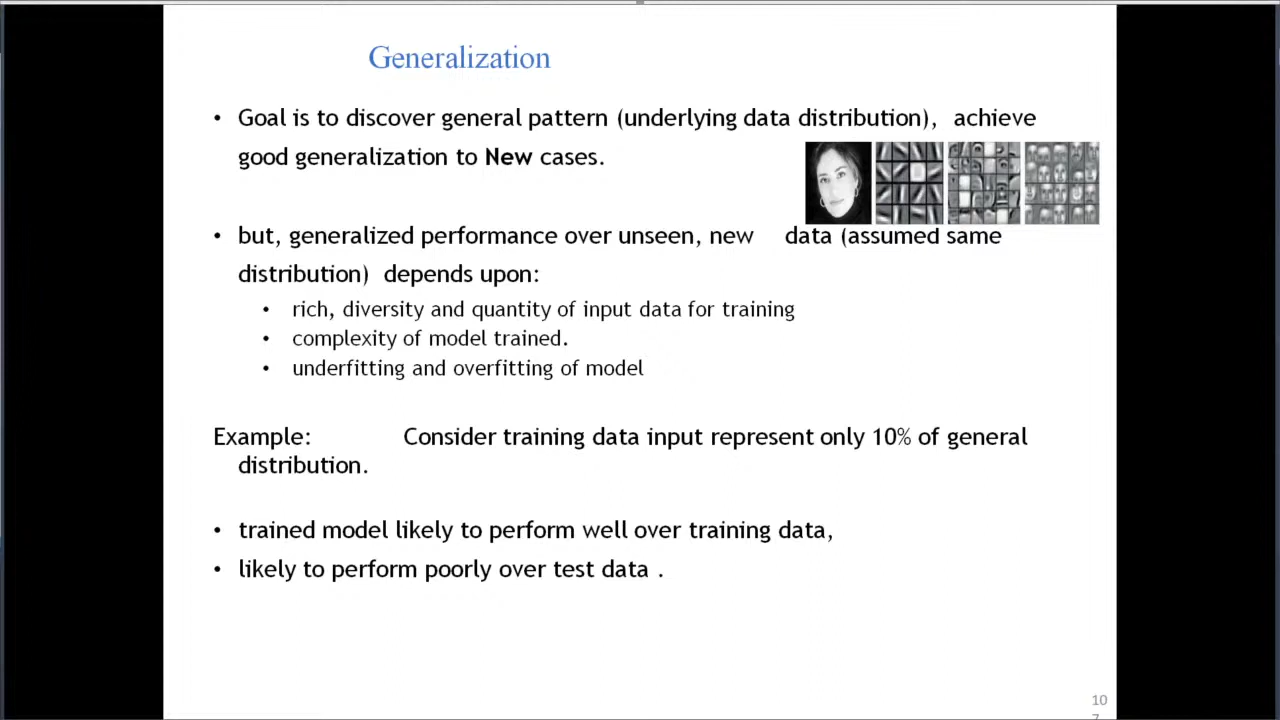 Generalization
• Goal is to discover general pattern (underlying data distribution), achieve
good generalization to New cases.
• but, generalized performance over unseen, new data (assumed same
distribution) depends upon:
• rich, diversity and quantity of input data for training
• complexity of model trained.
• underfitting and overfitting of model
Example: Consider training data input represent only 10% of general
distribution.
• trained model likely to perform well over training data,
• likely to perform poorly over test data .
10
7